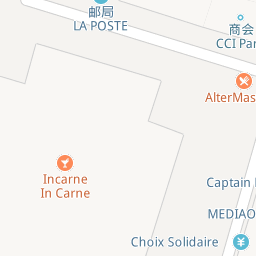 邮局
LA POSTE
商会
CCI Par
AlterMas
Incarne
In Carne
Captain
MEDIAO
Choix Solidaire